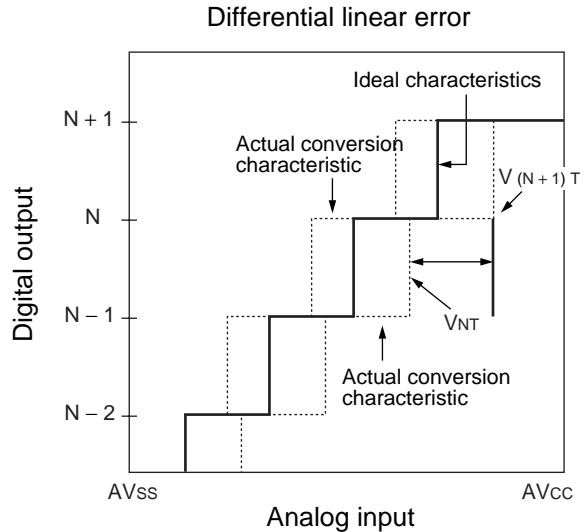 Differential linear error
Ideal characteristics
N + 1
Actual conversion
characteristic
V (N + 1) T
N
Digital output
N − 1
VNT
Actual conversion
characteristic
N − 2
AVSS
AVCC
Analog input